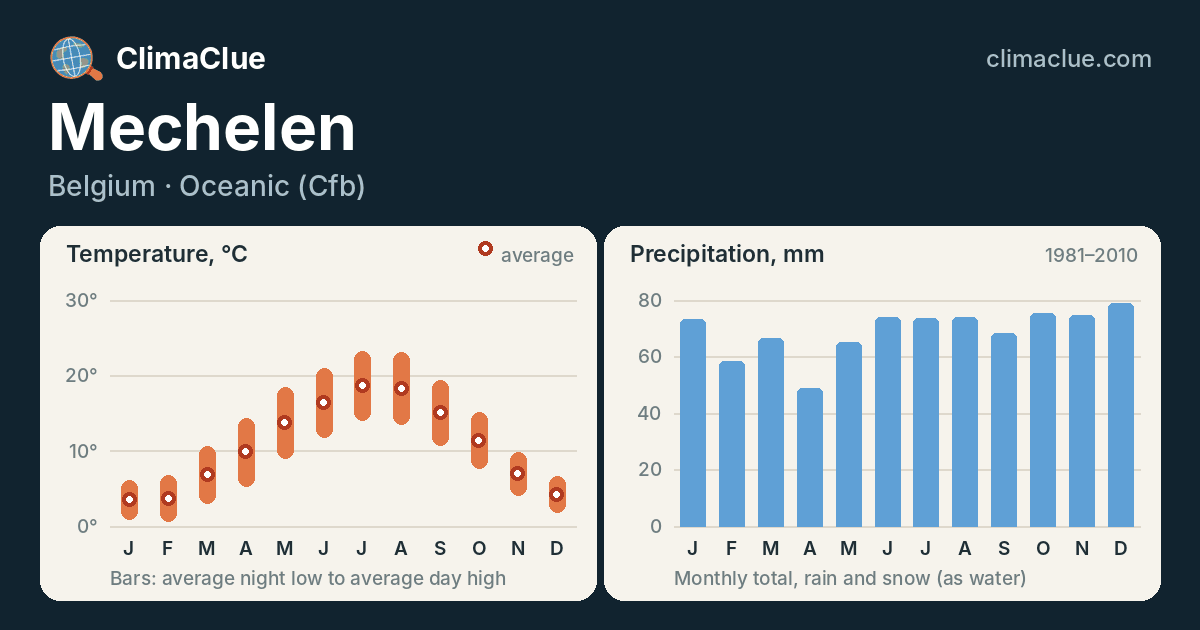 ClimaClue
climaclue.com
Mechelen
Belgium · Oceanic (Cfb)
Temperature, °C
average
30°
20°
10°
0°
J F M A M J J A S O N D
Bars: average night low to average day high
Precipitation, mm
1981–2010
80
60
40
20
0
J F M A M J J A S O N D
Monthly total, rain and snow (as water)